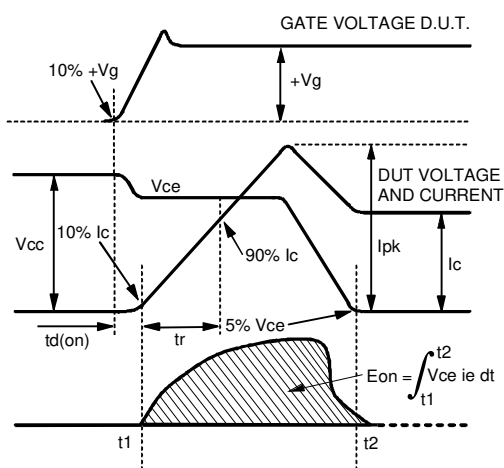 GATE VOLTAGE D.U.T.
10% +Vg
+Vg
DUT VOLTAGE
AND CURRENT
Vce
Vcc
10% Ic
90% Ic
Ipk
Ic
td(on)
tr
5% Vce
Eon = ∫ Vce ie dt
t2
t1
t1
t2